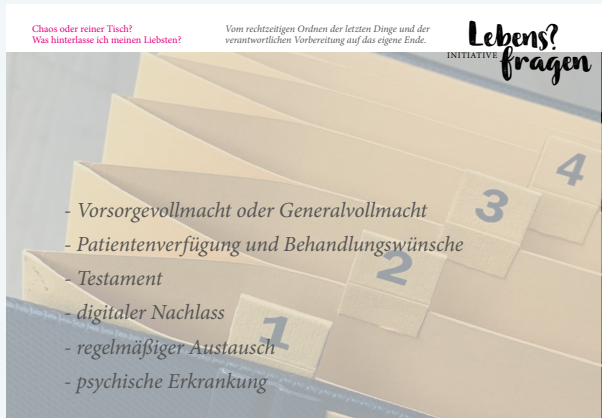 Chaos oder reiner Tisch?
Was hinterlasse ich meinen Liebsten?
Vom rechtzeitigen Ordnen der letzten Dinge und der
verantwortlichen Vorbereitung auf das eigene Ende.
Lebens?
INITIATIVE fragen
- Vorsorgevollmacht oder Generalvollmacht
- Patientenverfügung und Behandlungswünsche
- Testament
- digitaler Nachlass
- regelmäßiger Austausch
- psychische Erkrankung
4
3
2
1